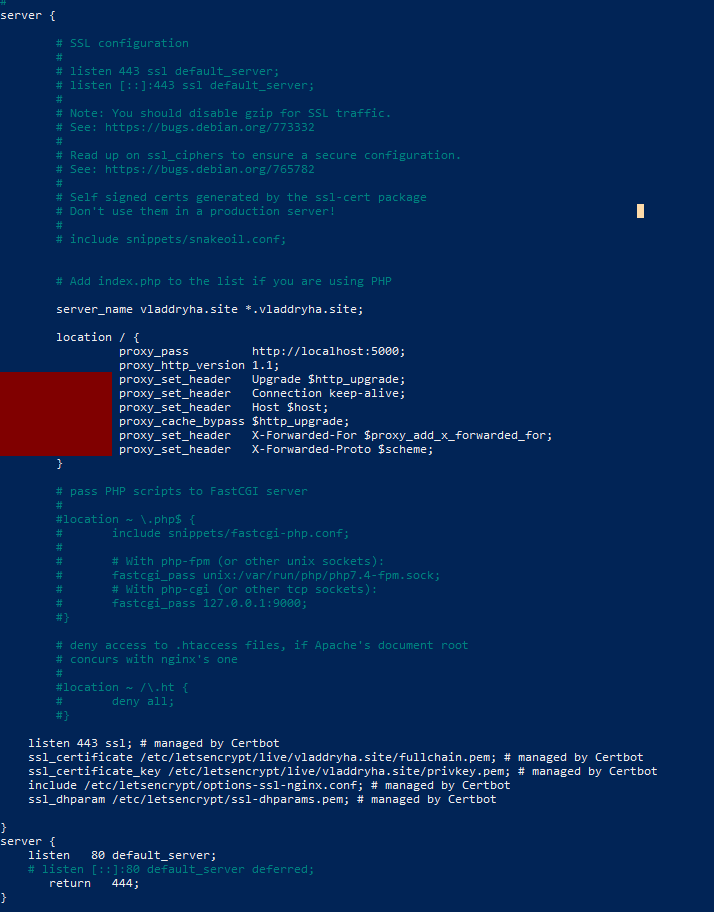 #
server {
# SSL configuration
#
# listen 443 ssl default_server;
# listen [::]:443 ssl default_server;
#
# Note: You should disable gzip for SSL traffic.
# See: https://bugs.debian.org/773332
#
# Read up on ssl_ciphers to ensure a secure configuration.
# See: https://bugs.debian.org/765782
#
# Self signed certs generated by the ssl-cert package
# Don't use them in a production server!
#
# include snippets/snakeoil.conf;
# Add index.php to the list if you are using PHP
server_name vladdryha.site *.vladdryha.site;
location / {
proxy_pass         http://localhost:5000;
proxy_http_version 1.1;
proxy_set_header   Upgrade $http_upgrade;
proxy_set_header   Connection keep-alive;
proxy_set_header   Host $host;
proxy_cache_bypass $http_upgrade;
proxy_set_header   X-Forwarded-For $proxy_add_x_forwarded_for;
proxy_set_header   X-Forwarded-Proto $scheme;
}
# pass PHP scripts to FastCGI server
#
#location ~ \.php$ {
#       include snippets/fastcgi-php.conf;
#
#       # With php-fpm (or other unix sockets):
#       fastcgi_pass unix:/var/run/php/php7.4-fpm.sock;
#       # With php-cgi (or other tcp sockets):
#       fastcgi_pass 127.0.0.1:9000;
#}
# deny access to .htaccess files, if Apache's document root
# concurs with nginx's one
#
#location ~ /\.ht {
#       deny all;
#}
listen 443 ssl; # managed by Certbot
ssl_certificate /etc/letsencrypt/live/vladdryha.site/fullchain.pem; # managed by Certbot
ssl_certificate_key /etc/letsencrypt/live/vladdryha.site/privkey.pem; # managed by Certbot
include /etc/letsencrypt/options-ssl-nginx.conf; # managed by Certbot
ssl_dhparam /etc/letsencrypt/ssl-dhparams.pem; # managed by Certbot
}
server {
listen   80 default_server;
# listen [::]:80 default_server deferred;
return   444;
}